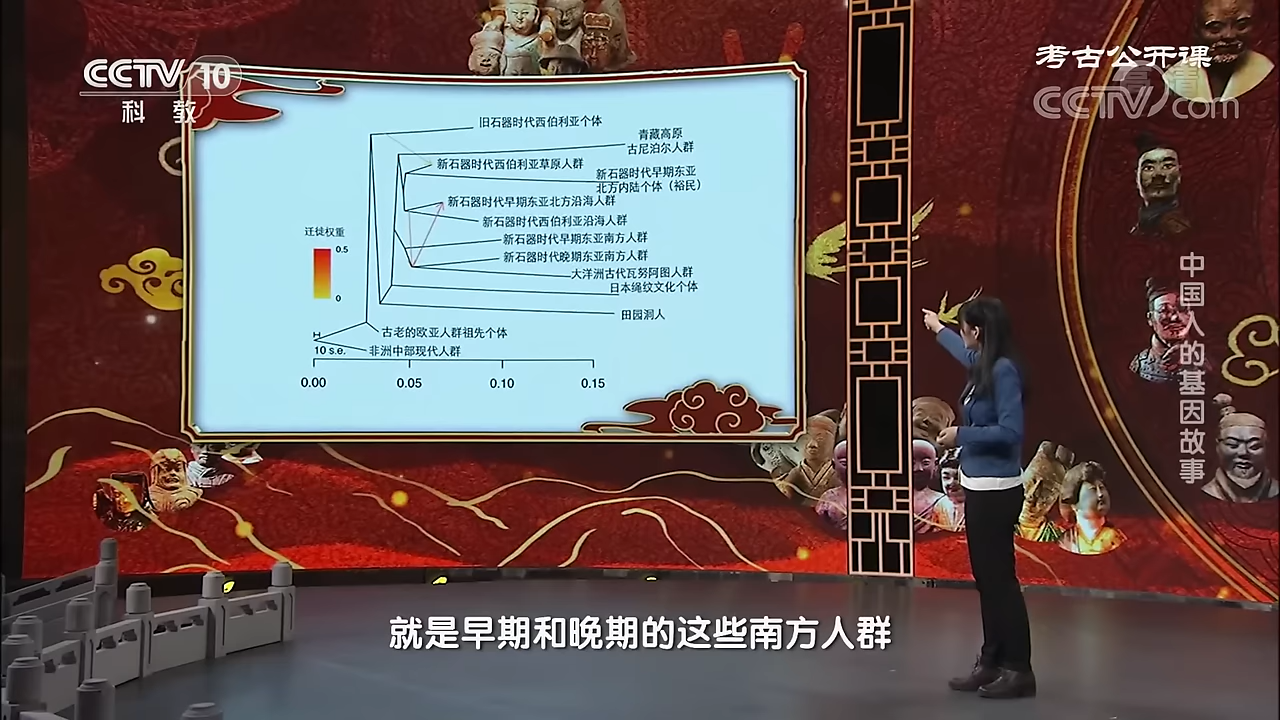 CCTV 10
科教
考古公开课
高清
CCTV.com
旧石器时代西伯利亚个体
青藏高原
古尼泊尔人群
新石器时代西伯利亚草原人群
新石器时代早期东亚
北方内陆个体（裕民）
新石器时代早期东亚北方沿海人群
新石器时代西伯利亚沿海人群
迁徙权重
0.5
0
新石器时代早期东亚南方人群
新石器时代晚期东亚南方人群
大洋洲古代瓦努阿图人群
日本绳纹文化个体
田园洞人
古老的欧亚人群祖先个体
10 s.e.
非洲中部现代人群
0.00 0.05 0.10 0.15
中国人的基因故事
就是早期和晚期的这些南方人群